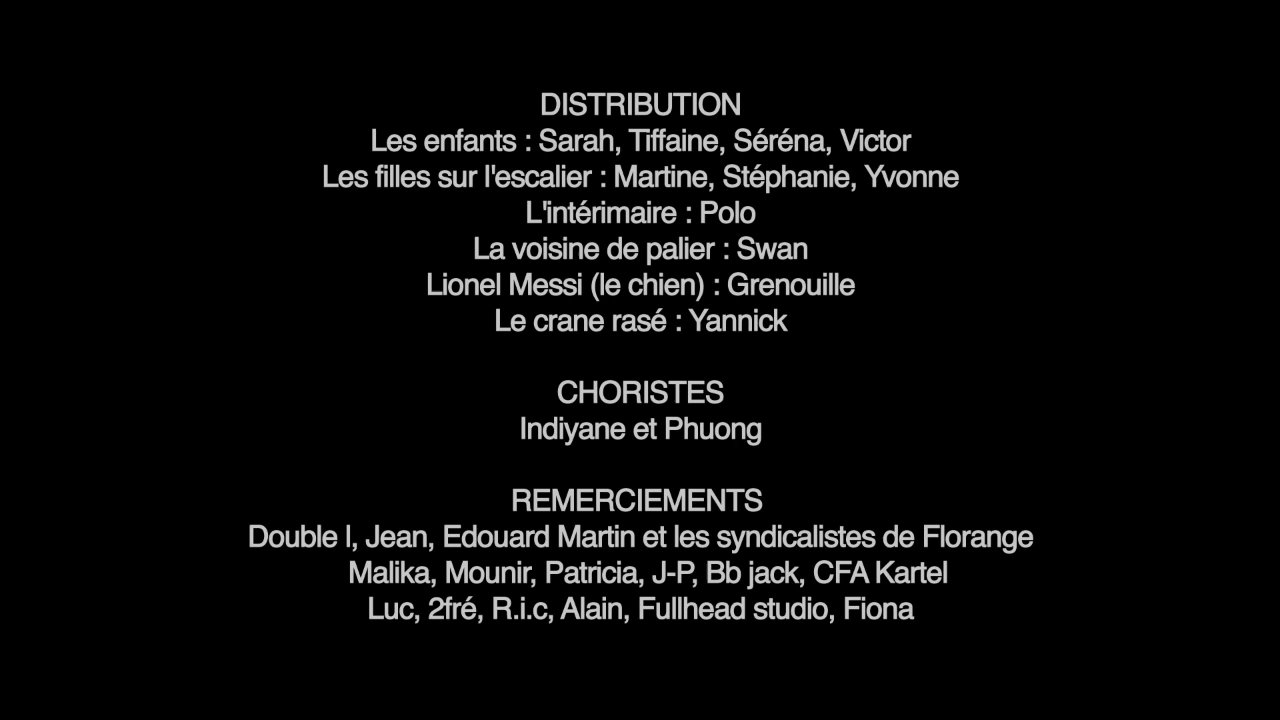 DISTRIBUTION
Les enfants : Sarah, Tiffaine, Séréna, Victor
Les filles sur l'escalier : Martine, Stéphanie, Yvonne
L'intérimaire : Polo
La voisine de palier : Swan
Lionel Messi (le chien) : Grenouille
Le crane rasé : Yannick
CHORISTES
Indiyane et Phuong
REMERCIEMENTS
Double I, Jean, Edouard Martin et les syndicalistes de Florange
Malika, Mounir, Patricia, J-P, Bb jack, CFA Kartel
Luc, 2fré, R.i.c, Alain, Fullhead studio, Fiona